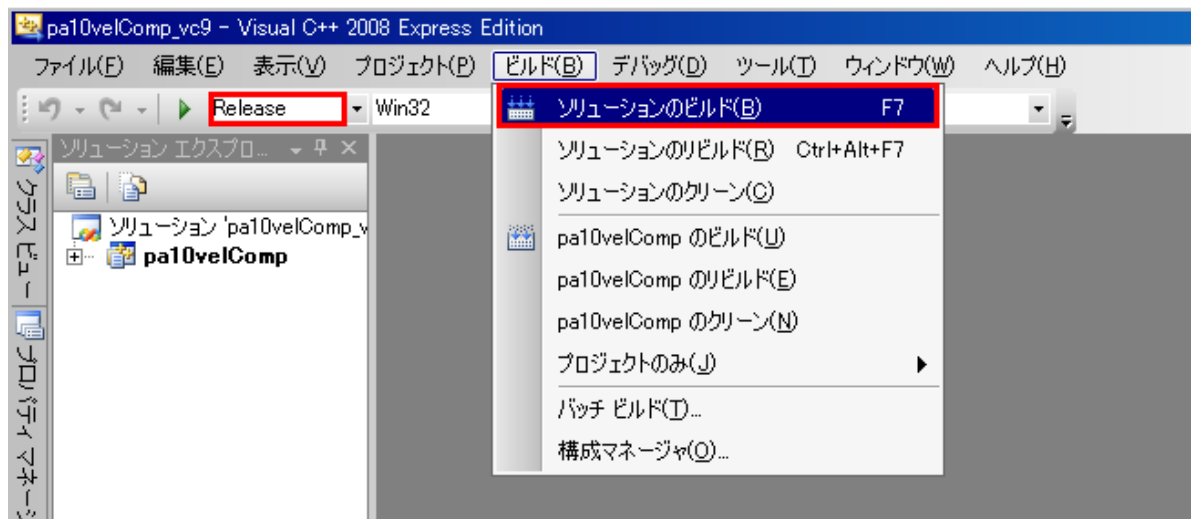 pa10velComp_vc9 - Visual C++ 2008 Express Edition
ファイル(F) 編集(E) 表示(V) プロジェクト(P) ビルド(B) デバッグ(D) ツール(T) ウィンドウ(W) ヘルプ(H)
Release Win32
ソリューションのビルド(B) F7
ソリューションのリビルド(R) Ctrl+Alt+F7
ソリューションのクリーン(C)
pa10velComp のビルド(U)
pa10velComp のリビルド(E)
pa10velComp のクリーン(N)
プロジェクトのみ(J)
バッチ ビルド(T)...
構成マネージャ(O)...
ソリューション エクスプロ...
ソリューション 'pa10velComp_v
pa10velComp
クラス ビュー
プロパティ マネージ